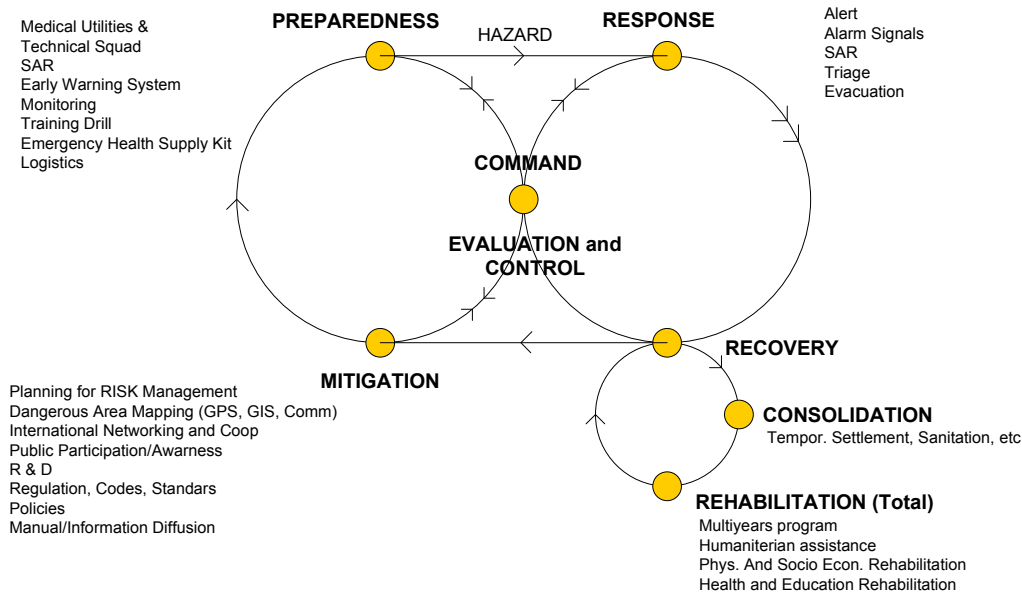 PREPAREDNESS
Medical Utilities &
Technical Squad
SAR
Early Warning System
Monitoring
Training Drill
Emergency Health Supply Kit
Logistics
HAZARD
RESPONSE
Alert
Alarm Signals
SAR
Triage
Evacuation
COMMAND
EVALUATION and
CONTROL
MITIGATION
Planning for RISK Management
Dangerous Area Mapping (GPS, GIS, Comm)
International Networking and Coop
Public Participation/Awarness
R & D
Regulation, Codes, Standars
Policies
Manual/Information Diffusion
RECOVERY
CONSOLIDATION
Tempor. Settlement, Sanitation, etc
REHABILITATION (Total)
Multiyears program
Humaniterian assistance
Phys. And Socio Econ. Rehabilitation
Health and Education Rehabilitation